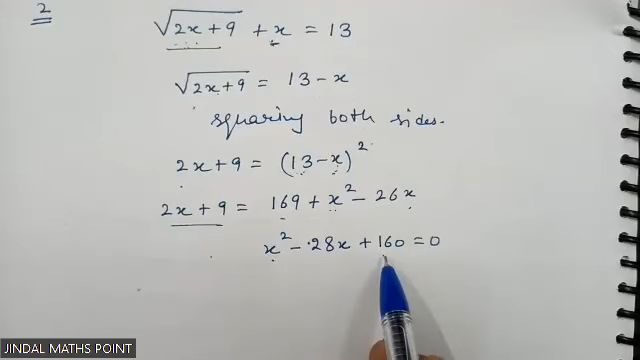 2
√2x+9 + x = 13
√2x+9 = 13-x
squaring both sides.
2x+9 = (13-x)²
2x+9 = 169+x²-26x
x²-28x+160=0
JINDAL MATHS POINT